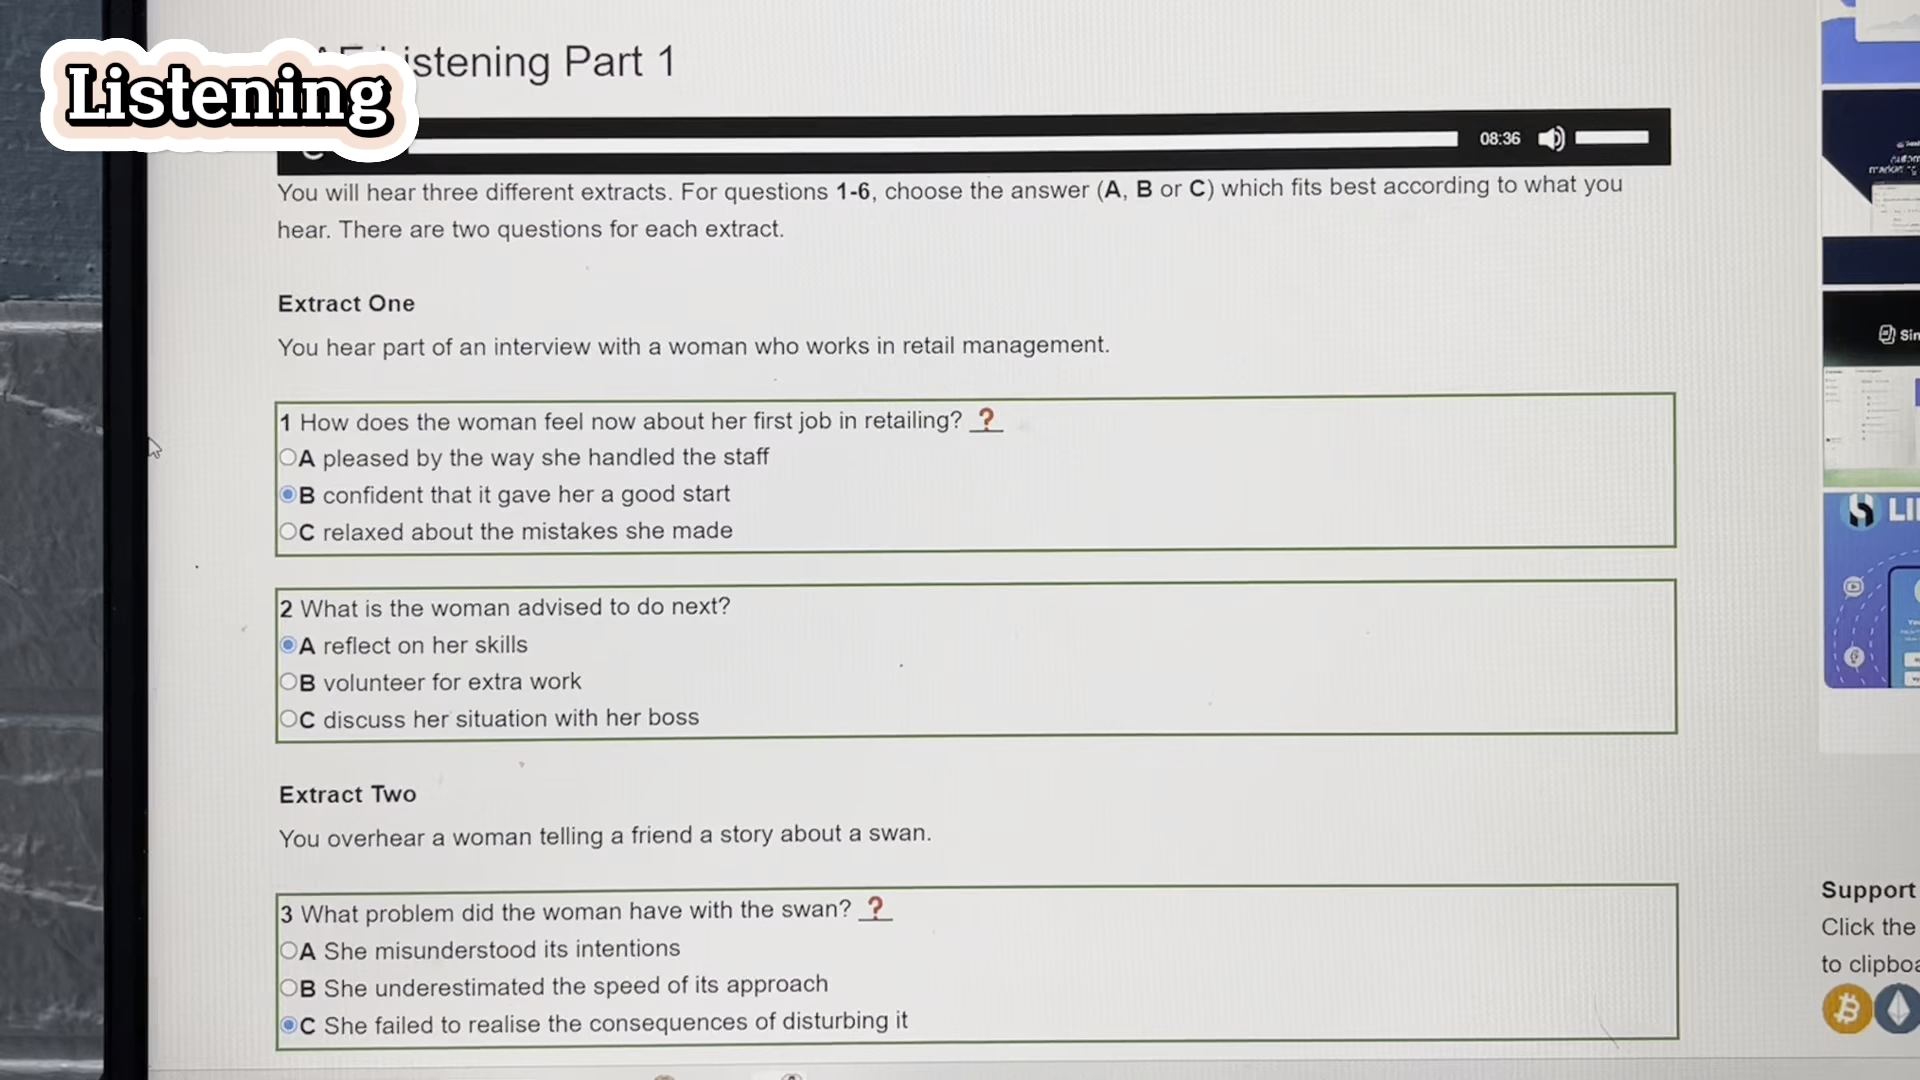 Listening
istening Part 1
08:36
You will hear three different extracts. For questions 1-6, choose the answer (A, B or C) which fits best according to what you
hear. There are two questions for each extract.
Extract One
You hear part of an interview with a woman who works in retail management.
1 How does the woman feel now about her first job in retailing? ?
A pleased by the way she handled the staff
B confident that it gave her a good start
C relaxed about the mistakes she made
2 What is the woman advised to do next?
A reflect on her skills
B volunteer for extra work
C discuss her situation with her boss
Extract Two
You overhear a woman telling a friend a story about a swan.
3 What problem did the woman have with the swan? ?
A She misunderstood its intentions
B She underestimated the speed of its approach
C She failed to realise the consequences of disturbing it
Sin
LI
Support
Click the
to clipboa